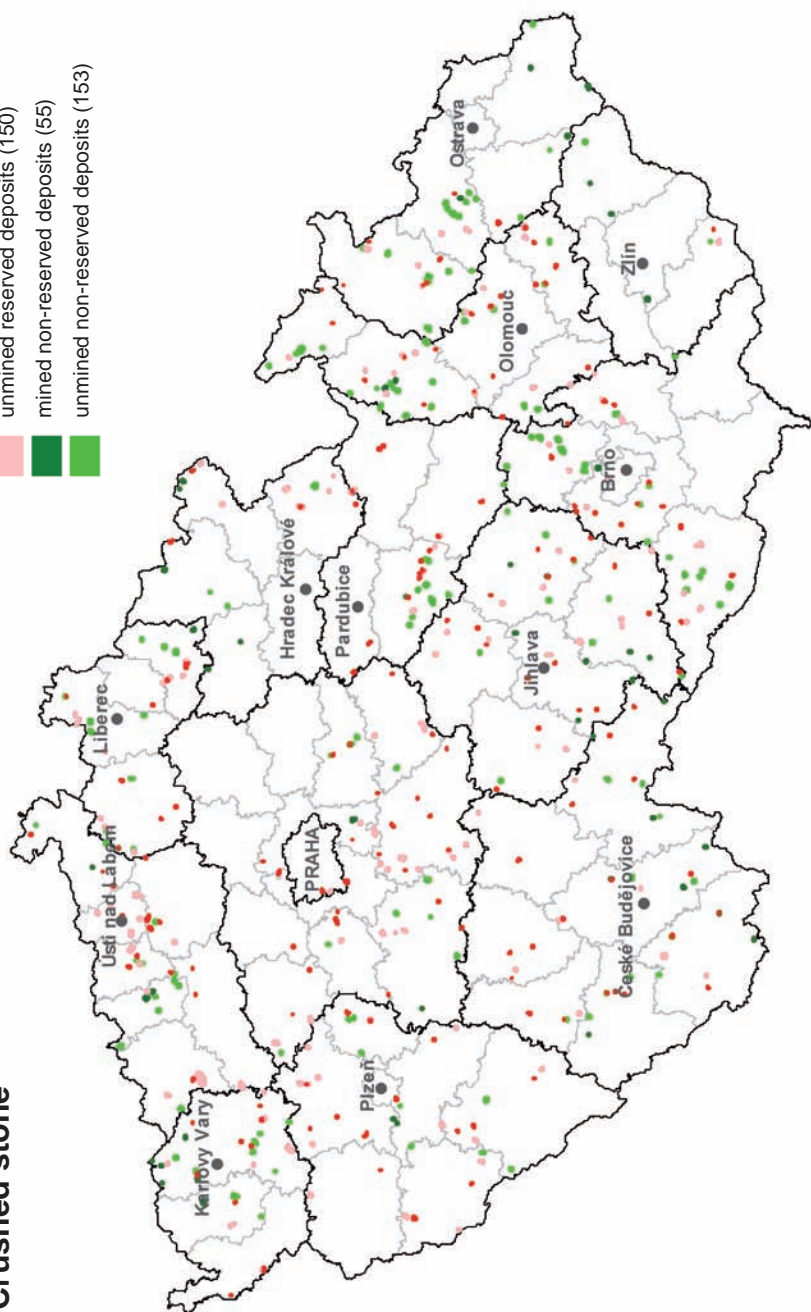 Crushed stone
unmined reserved deposits (150)
mined non-reserved deposits (55)
unmined non-reserved deposits (153)
Liberec
Ústí nad Labem
Karlovy Vary
Hradec Králové
PRAHA
Pardubice
Plzeň
Ostrava
Olomouc
Jihlava
Brno
Zlín
České Budějovice